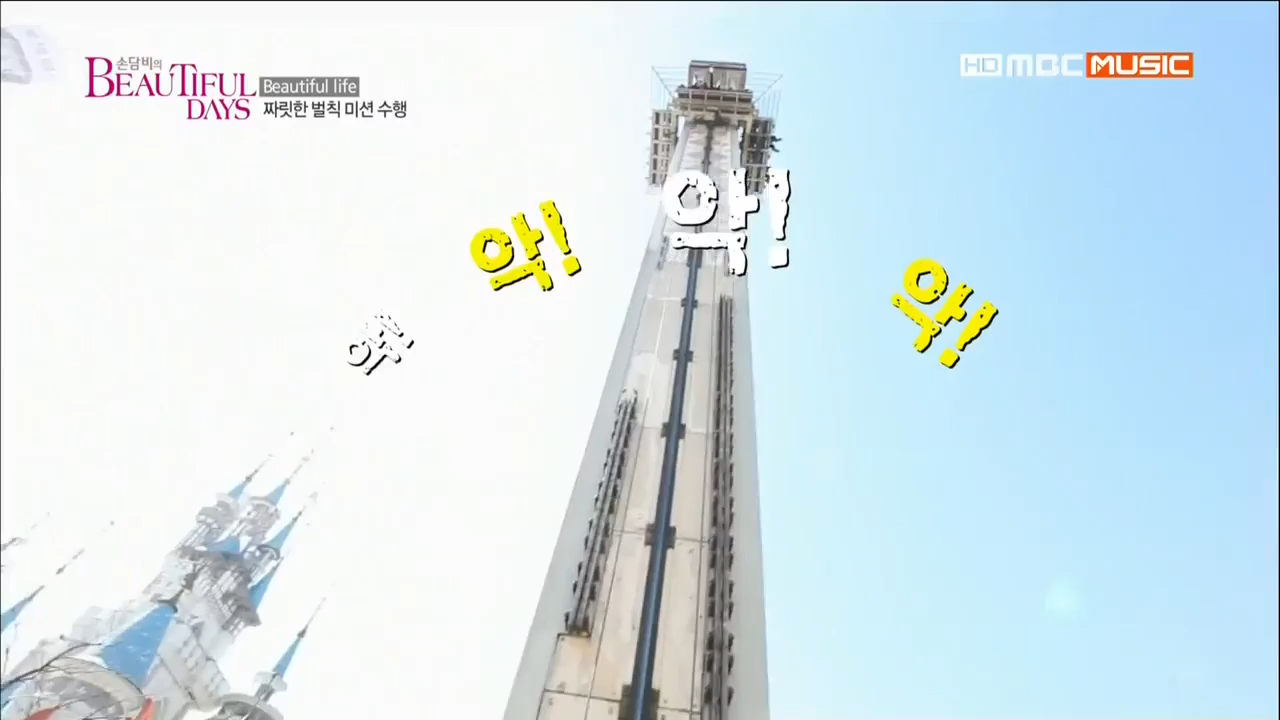 손담비의
BEAUTIFUL
DAYS
Beautiful life
짜릿한 벌칙 미션 수행
HD MBC MUSIC
악!
악!
악!
악!